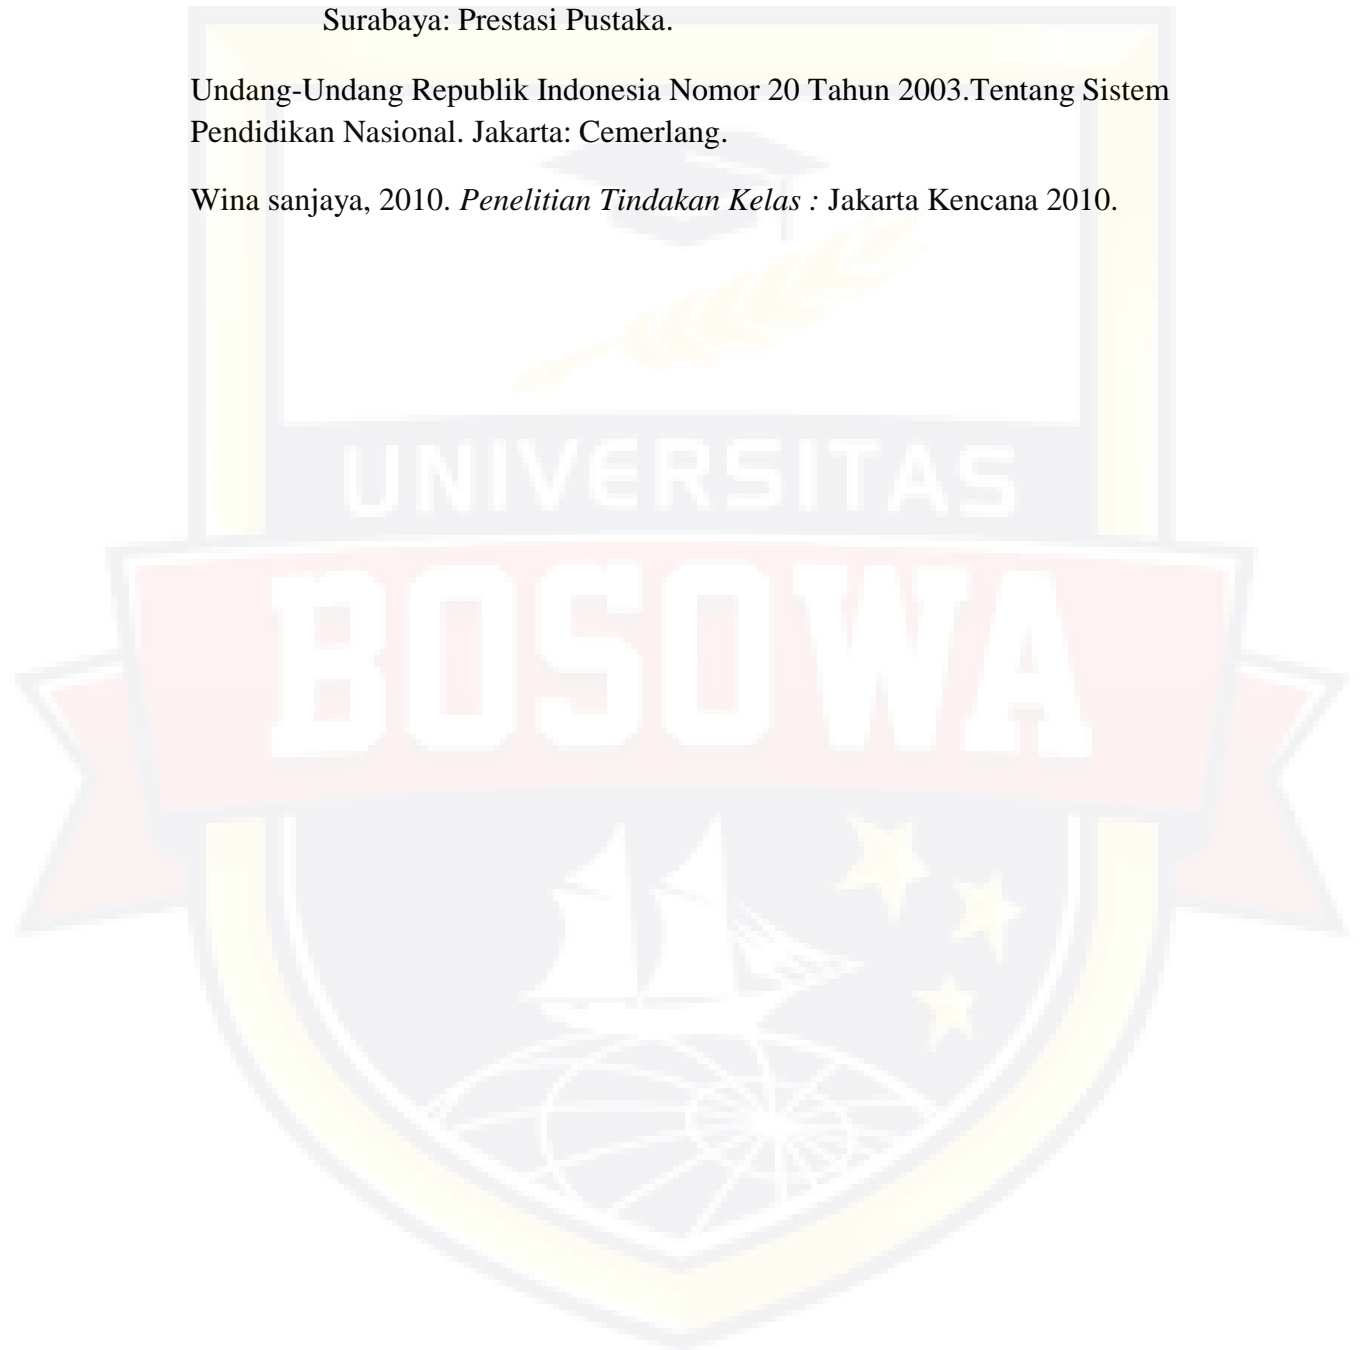 Surabaya: Prestasi Pustaka.
Undang-Undang Republik Indonesia Nomor 20 Tahun 2003.Tentang Sistem
Pendidikan Nasional. Jakarta: Cemerlang.
Wina sanjaya, 2010. Penelitian Tindakan Kelas : Jakarta Kencana 2010.
UNIVERSITAS
BOSOWA